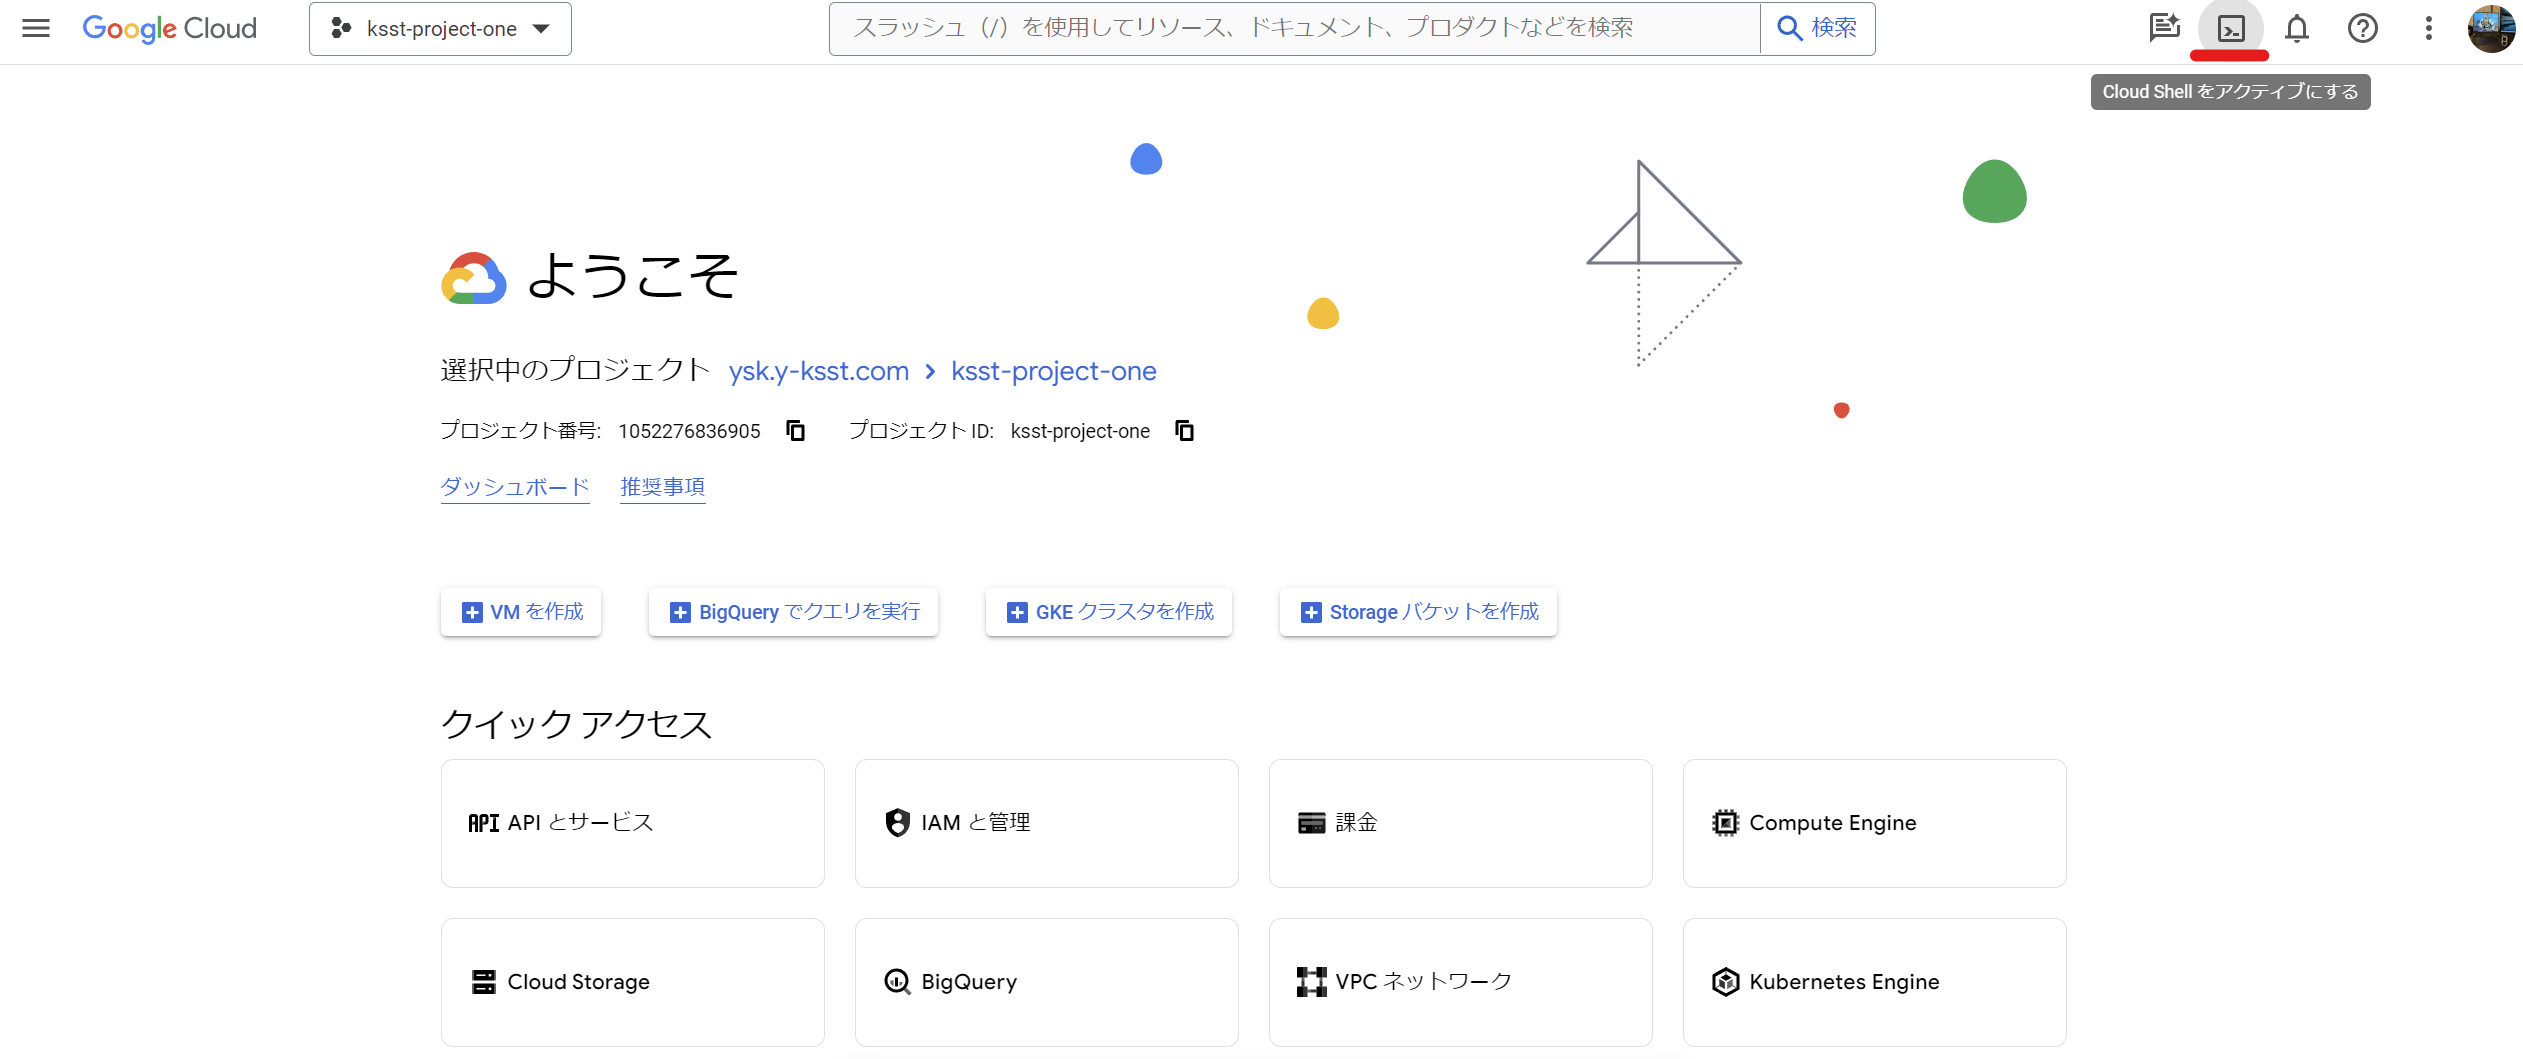 Google Cloud
ksst-project-one
スラッシュ（/）を使用してリソース、ドキュメント、プロダクトなどを検索
検索
Cloud Shell をアクティブにする
ようこそ
選択中のプロジェクト ysk.y-ksst.com > ksst-project-one
プロジェクト番号: 1052276836905 プロジェクト ID: ksst-project-one
ダッシュボード 推奨事項
VM を作成
BigQuery でクエリを実行
GKE クラスタを作成
Storage バケットを作成
クイック アクセス
API API とサービス
IAM と管理
課金
Compute Engine
Cloud Storage
BigQuery
VPC ネットワーク
Kubernetes Engine